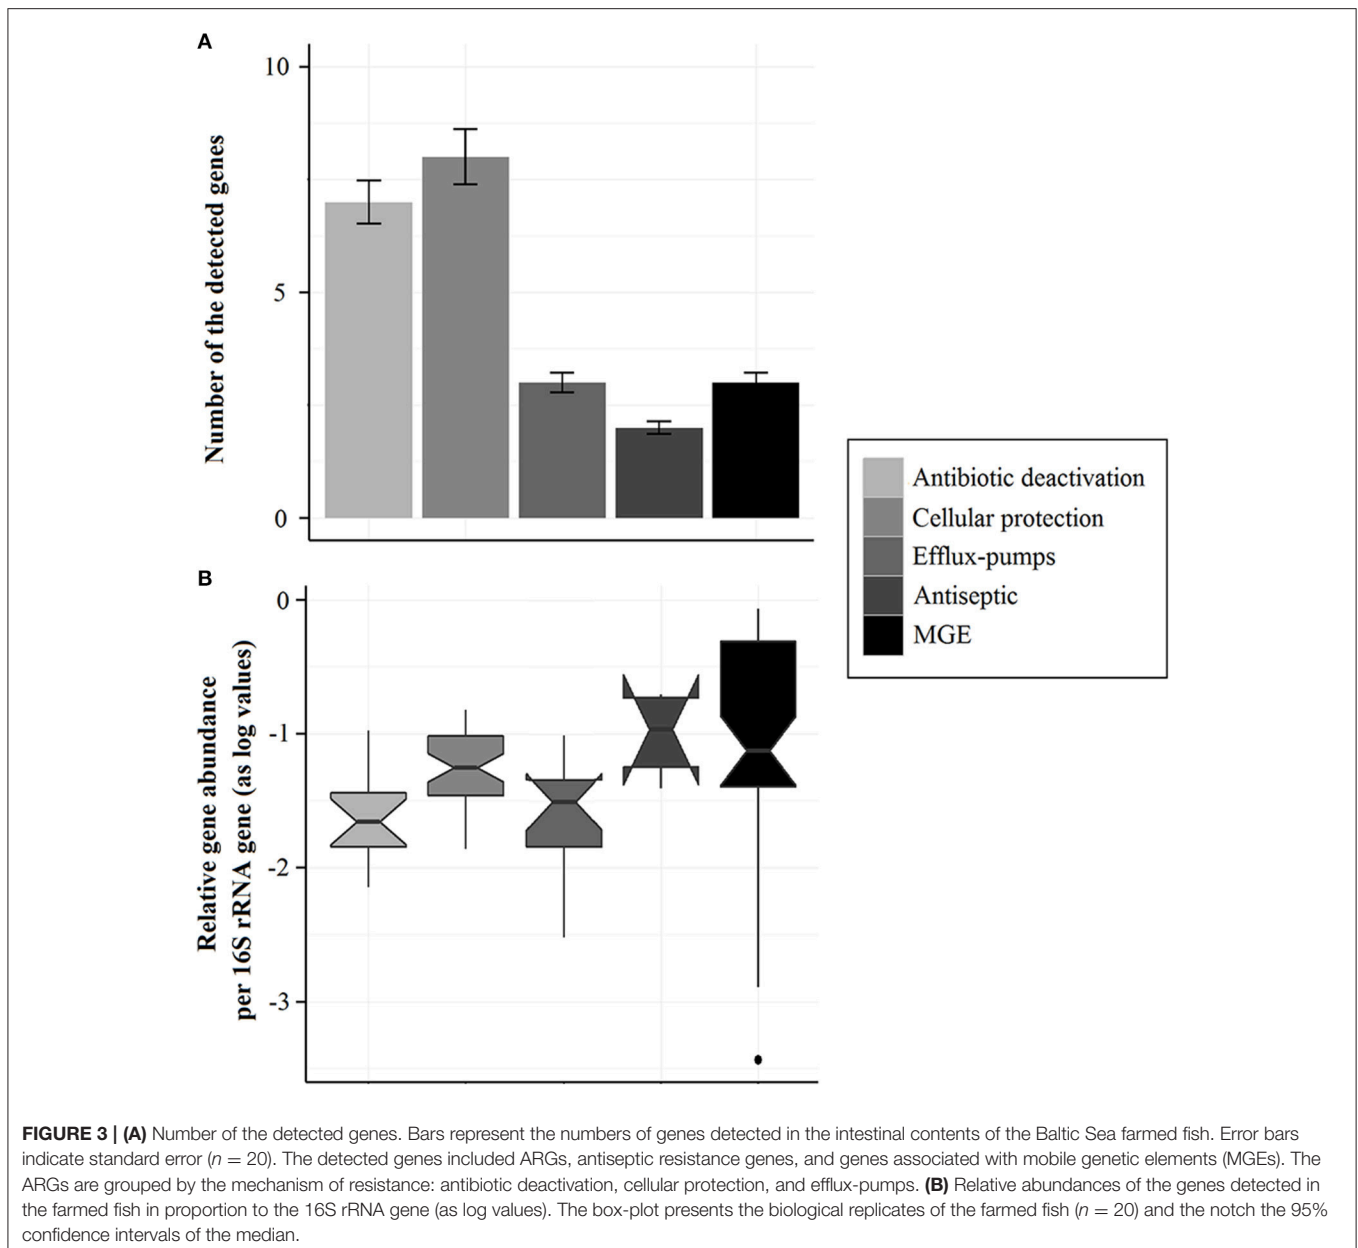 A
10
5
0
Number of the detected genes
Antibiotic deactivation
Cellular protection
Efflux-pumps
Antiseptic
MGE
B
0
-1
-2
-3
Relative gene abundance
per 16S rRNA gene (as log values)
FIGURE 3 | (A) Number of the detected genes. Bars represent the numbers of genes detected in the intestinal contents of the Baltic Sea farmed fish. Error bars
indicate standard error (n = 20). The detected genes included ARGs, antiseptic resistance genes, and genes associated with mobile genetic elements (MGEs). The
ARGs are grouped by the mechanism of resistance: antibiotic deactivation, cellular protection, and efflux-pumps. (B) Relative abundances of the genes detected in
the farmed fish in proportion to the 16S rRNA gene (as log values). The box-plot presents the biological replicates of the farmed fish (n = 20) and the notch the 95%
confidence intervals of the median.